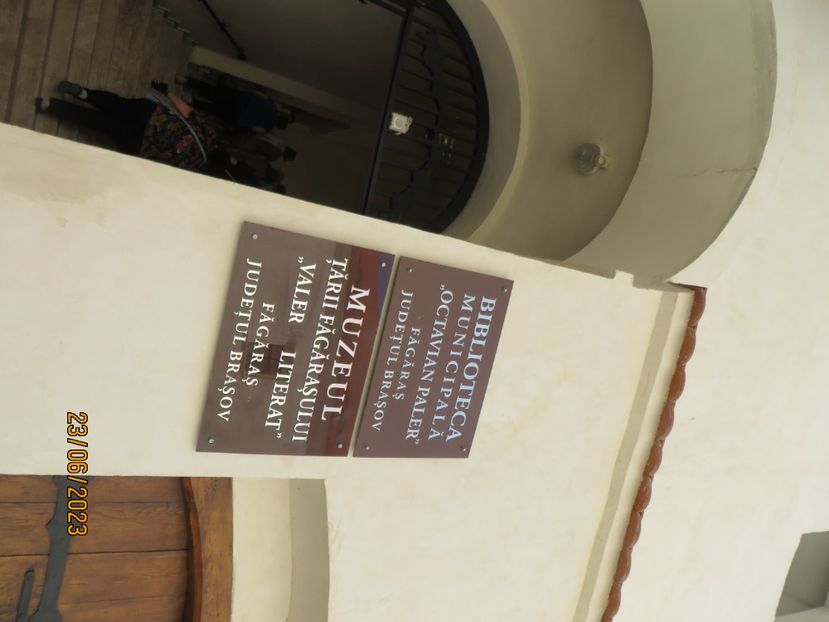 BIBLIOTECA
MUNICIPALĂ
„OCTAVIAN PALER”
FĂGĂRAȘ
JUDEȚUL BRAȘOV
MUZEUL
ȚĂRII FĂGĂRAȘULUI
„VALER LITERAT”
FĂGĂRAȘ
JUDEȚUL BRAȘOV
23/06/2023